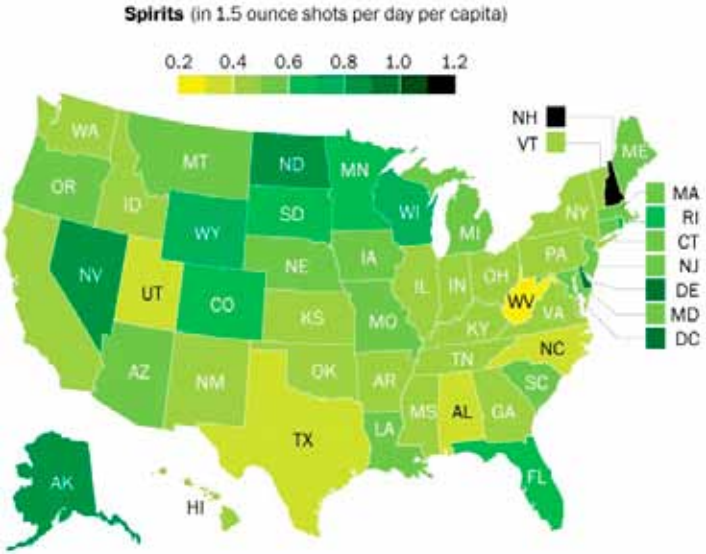 Spirits (in 1.5 ounce shots per day per capita)
0.2 0.4 0.6 0.8 1.0 1.2
NH
VT
WA
MT
ND
MN
ME
OR
ID
WY
SD
WI
MI
NY
MA
RI
CT
NJ
DE
MD
DC
NV
UT
CO
NE
IA
IL
IN
OH
PA
WV
VA
KS
MO
KY
NC
AZ
NM
OK
AR
TN
SC
TX
LA
MS
AL
GA
FL
AK
HI